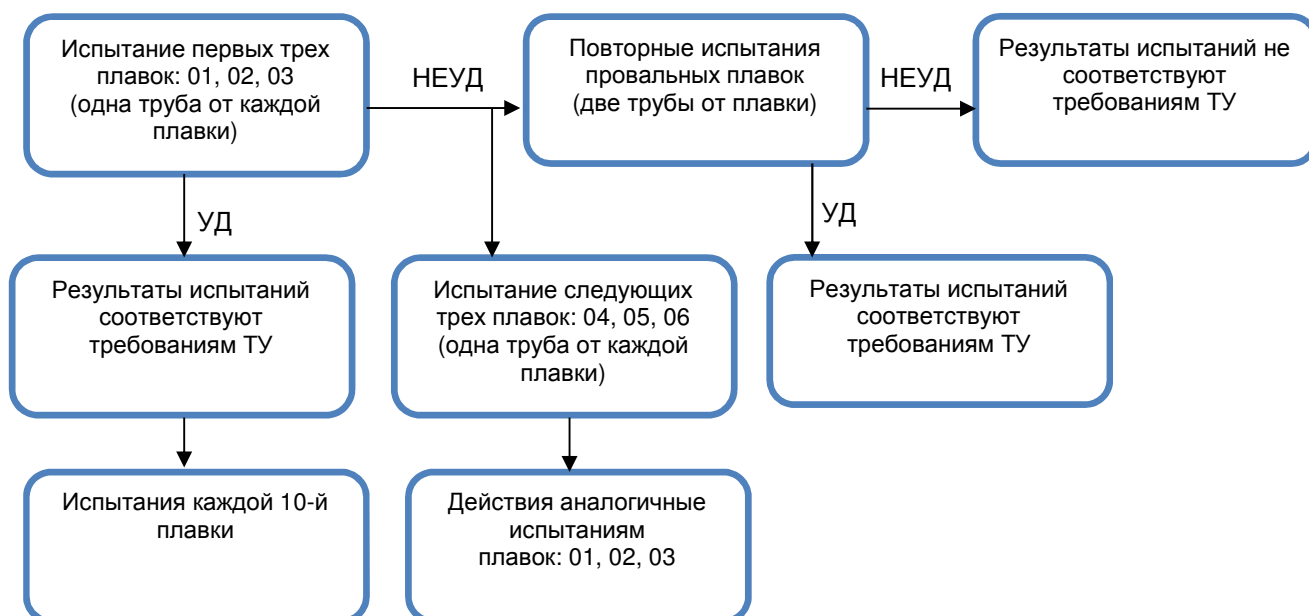 Испытание первых трех
плавок: 01, 02, 03
(одна труба от каждой
плавки)
НЕУД
Повторные испытания
провальных плавок
(две трубы от плавки)
НЕУД
Результаты испытаний не
соответствуют
требованиям ТУ
УД
УД
Результаты испытаний
соответствуют
требованиям ТУ
Испытание следующих
трех плавок: 04, 05, 06
(одна труба от каждой
плавки)
Результаты испытаний
соответствуют
требованиям ТУ
Испытания каждой 10-й
плавки
Действия аналогичные
испытаниям
плавок: 01, 02, 03